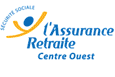 SÉCURITÉ SOCIALE
l'Assurance
Retraite
Centre Ouest